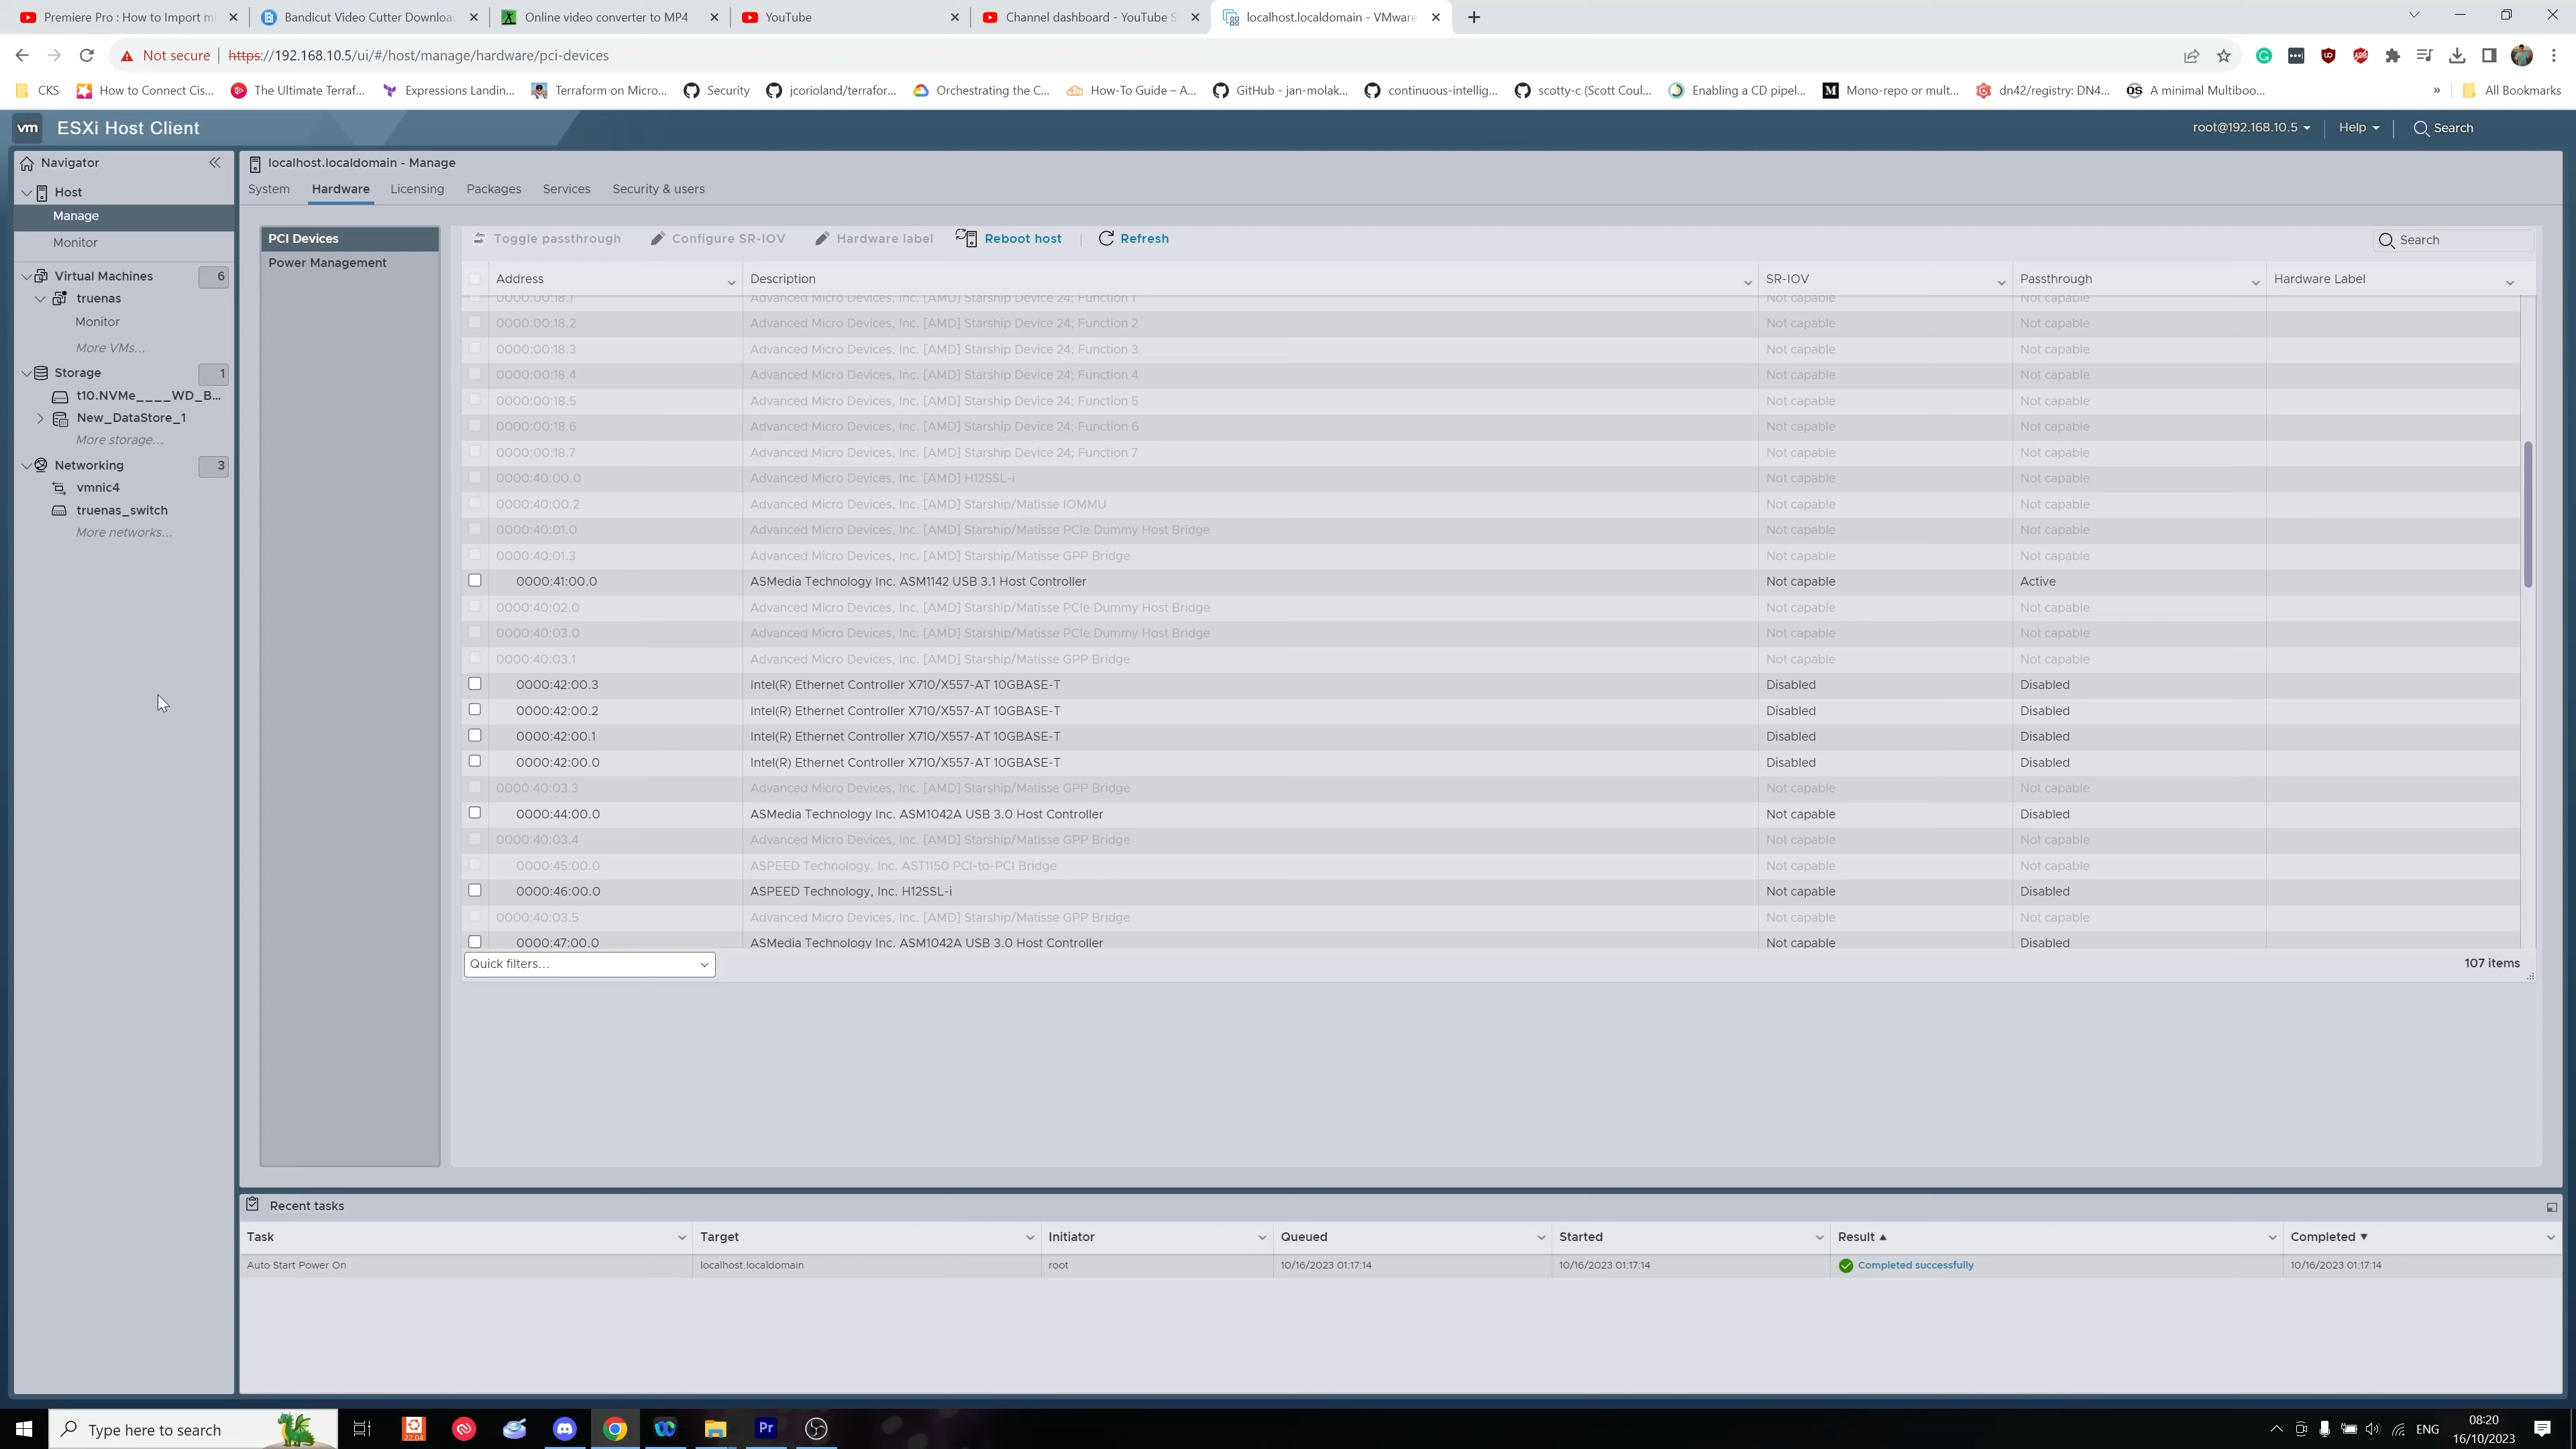 Premiere Pro : How to Import mi
Bandicut Video Cutter Downloa
Online video converter to MP4
YouTube
Channel dashboard - YouTube S
localhost.localdomain - VMware
Not secure
https://192.168.10.5/ui/#/host/manage/hardware/pci-devices
CKS
How to Connect Cis...
The Ultimate Terraf...
Expressions Landin...
Terraform on Micro...
Security
jcorioland/terrafor...
Orchestrating the C...
How-To Guide – A...
GitHub - jan-molak...
continuous-intellig...
scotty-c (Scott Coul...
Enabling a CD pipel...
Mono-repo or mult...
dn42/registry: DN4...
A minimal Multiboo...
»
All Bookmarks
vm ESXi Host Client
root@192.168.10.5
Help
Search
Navigator
Host
Manage
Monitor
Virtual Machines 6
truenas
Monitor
More VMs...
Storage 1
t10.NVMe____WD_B...
New_DataStore_1
More storage...
Networking 3
vmnic4
truenas_switch
More networks...
localhost.localdomain - Manage
System Hardware Licensing Packages Services Security & users
PCI Devices
Power Management
Toggle passthrough Configure SR-IOV Hardware label Reboot host Refresh Search
Address Description SR-IOV Passthrough Hardware Label
0000:00:18.1 Advanced Micro Devices, Inc. [AMD] Starship Device 24; Function 1 Not capable Not capable
0000:00:18.2 Advanced Micro Devices, Inc. [AMD] Starship Device 24; Function 2 Not capable Not capable
0000:00:18.3 Advanced Micro Devices, Inc. [AMD] Starship Device 24; Function 3 Not capable Not capable
0000:00:18.4 Advanced Micro Devices, Inc. [AMD] Starship Device 24; Function 4 Not capable Not capable
0000:00:18.5 Advanced Micro Devices, Inc. [AMD] Starship Device 24; Function 5 Not capable Not capable
0000:00:18.6 Advanced Micro Devices, Inc. [AMD] Starship Device 24; Function 6 Not capable Not capable
0000:00:18.7 Advanced Micro Devices, Inc. [AMD] Starship Device 24; Function 7 Not capable Not capable
0000:40:00.0 Advanced Micro Devices, Inc. [AMD] H12SSL-i Not capable Not capable
0000:40:00.2 Advanced Micro Devices, Inc. [AMD] Starship/Matisse IOMMU Not capable Not capable
0000:40:01.0 Advanced Micro Devices, Inc. [AMD] Starship/Matisse PCIe Dummy Host Bridge Not capable Not capable
0000:40:01.3 Advanced Micro Devices, Inc. [AMD] Starship/Matisse GPP Bridge Not capable Not capable
0000:41:00.0 ASMedia Technology Inc. ASM1142 USB 3.1 Host Controller Not capable Active
0000:40:02.0 Advanced Micro Devices, Inc. [AMD] Starship/Matisse PCIe Dummy Host Bridge Not capable Not capable
0000:40:03.0 Advanced Micro Devices, Inc. [AMD] Starship/Matisse PCIe Dummy Host Bridge Not capable Not capable
0000:40:03.1 Advanced Micro Devices, Inc. [AMD] Starship/Matisse GPP Bridge Not capable Not capable
0000:42:00.3 Intel(R) Ethernet Controller X710/X557-AT 10GBASE-T Disabled Disabled
0000:42:00.2 Intel(R) Ethernet Controller X710/X557-AT 10GBASE-T Disabled Disabled
0000:42:00.1 Intel(R) Ethernet Controller X710/X557-AT 10GBASE-T Disabled Disabled
0000:42:00.0 Intel(R) Ethernet Controller X710/X557-AT 10GBASE-T Disabled Disabled
0000:40:03.3 Advanced Micro Devices, Inc. [AMD] Starship/Matisse GPP Bridge Not capable Not capable
0000:44:00.0 ASMedia Technology Inc. ASM1042A USB 3.0 Host Controller Not capable Disabled
0000:40:03.4 Advanced Micro Devices, Inc. [AMD] Starship/Matisse GPP Bridge Not capable Not capable
0000:45:00.0 ASPEED Technology, Inc. AST1150 PCI-to-PCI Bridge Not capable Not capable
0000:46:00.0 ASPEED Technology, Inc. H12SSL-i Not capable Disabled
0000:40:03.5 Advanced Micro Devices, Inc. [AMD] Starship/Matisse GPP Bridge Not capable Not capable
0000:47:00.0 ASMedia Technology Inc. ASM1042A USB 3.0 Host Controller Not capable Disabled
Quick filters...
107 items
Recent tasks
Task Target Initiator Queued Started Result Completed
Auto Start Power On localhost.localdomain root 10/16/2023 01:17:14 10/16/2023 01:17:14 Completed successfully 10/16/2023 01:17:14
Type here to search
22.04
Pr
ENG
08:20
16/10/2023